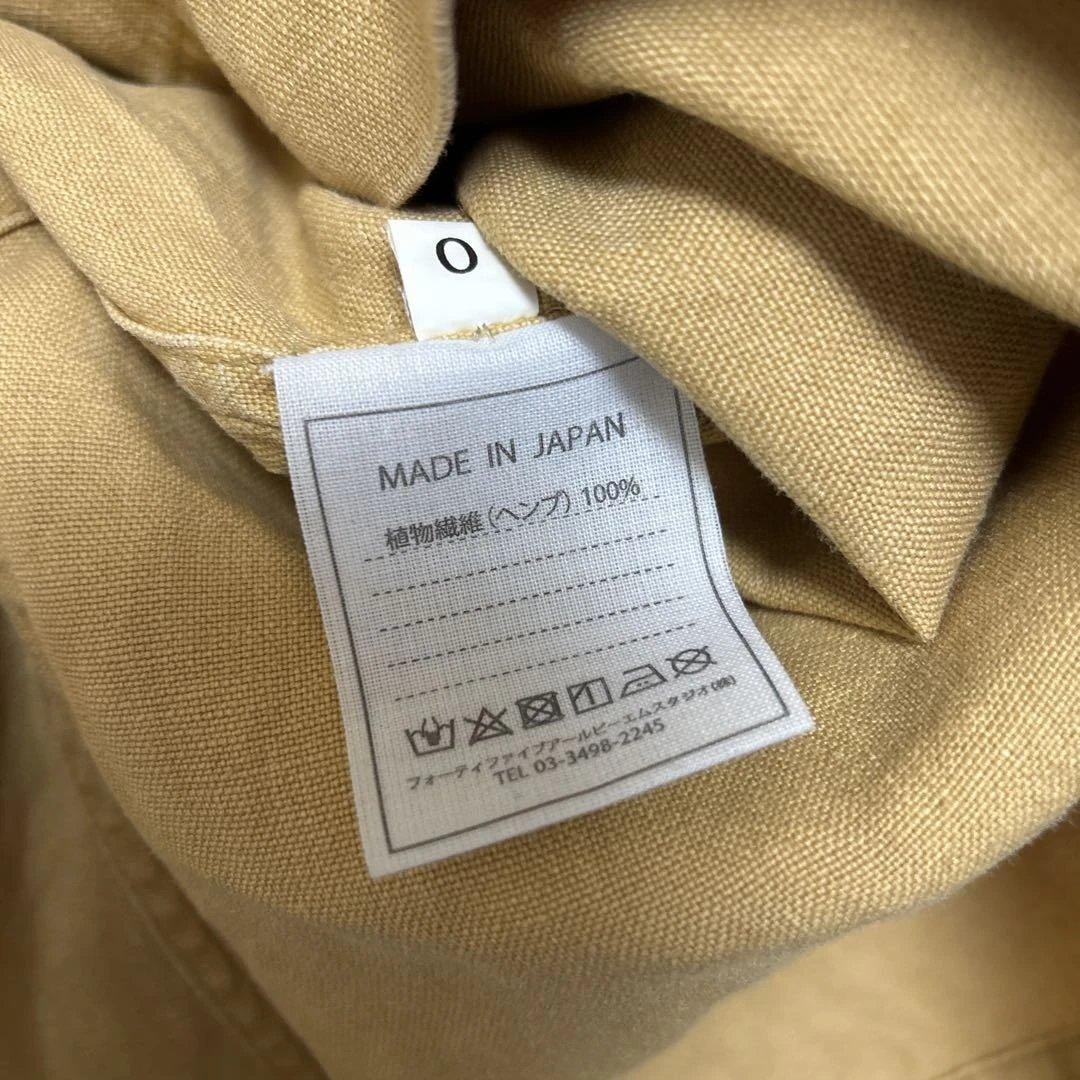 O
MADE IN JAPAN
植物繊維(ヘンプ) 100%
フォーティファイブアールピーエムスタジオ(株)
TEL 03-3498-2245